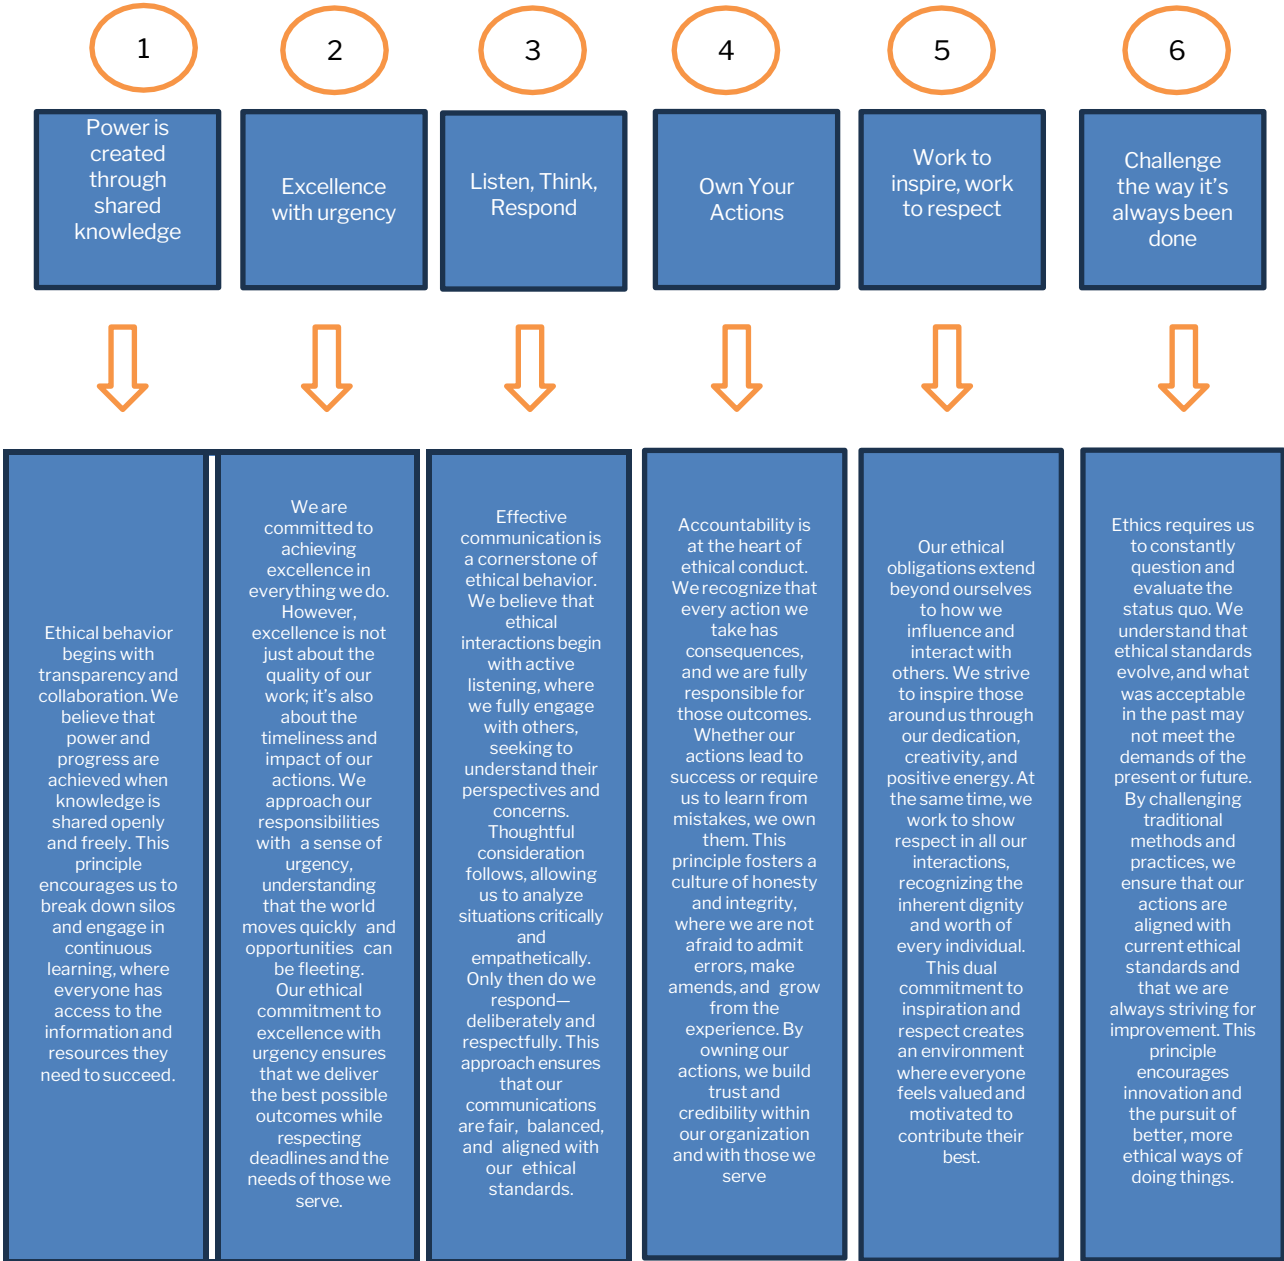 1
2
3
4
5
6
Power is
created
through
shared
knowledge
Excellence
with urgency
Listen, Think,
Respond
Own Your
Actions
Work to
inspire, work
to respect
Challenge
the way it's
always been
done
Ethical behavior
begins with
transparency and
collaboration. We
believe that
power and
progress are
achieved when
knowledge is
shared openly
and freely. This
principle
encourages us to
break down silos
and engage in
continuous
learning, where
everyone has
access to the
information and
resources they
need to succeed.
We are
committed to
achieving
excellence in
everything we do.
However,
excellence is not
just about the
quality of our
work; it's also
about the
timeliness and
impact of our
actions. We
approach our
responsibilities
with a sense of
urgency,
understanding
that the world
moves quickly and
opportunities can
be fleeting.
Our ethical
commitment to
excellence with
urgency ensures
that we deliver
the best possible
outcomes while
respecting
deadlines and the
needs of those we
serve.
Effective
communication is
a cornerstone of
ethical behavior.
We believe that
ethical
interactions begin
with active
listening, where
we fully engage
with others,
seeking to
understand their
perspectives and
concerns.
Thoughtful
consideration
follows, allowing
us to analyze
situations critically
and
empathetically.
Only then do we
respond—
deliberately and
respectfully. This
approach ensures
that our
communications
are fair, balanced,
and aligned with
our ethical
standards.
Accountability is
at the heart of
ethical conduct.
We recognize that
every action we
take has
consequences,
and we are fully
responsible for
those outcomes.
Whether our
actions lead to
success or require
us to learn from
mistakes, we own
them. This
principle fosters a
culture of honesty
and integrity,
where we are not
afraid to admit
errors, make
amends, and grow
from the
experience. By
owning our
actions, we build
trust and
credibility within
our organization
and with those we
serve
Our ethical
obligations extend
beyond ourselves
to how we
influence and
interact with
others. We strive
to inspire those
around us through
our dedication,
creativity, and
positive energy. At
the same time, we
work to show
respect in all our
interactions,
recognizing the
inherent dignity
and worth of
every individual.
This dual
commitment to
inspiration and
respect creates
an environment
where everyone
feels valued and
motivated to
contribute their
best.
Ethics requires us
to constantly
question and
evaluate the
status quo. We
understand that
ethical standards
evolve, and what
was acceptable
in the past may
not meet the
demands of the
present or future.
By challenging
traditional
methods and
practices, we
ensure that our
actions are
aligned with
current ethical
standards and
that we are
always striving for
improvement. This
principle
encourages
innovation and
the pursuit of
better, more
ethical ways of
doing things.